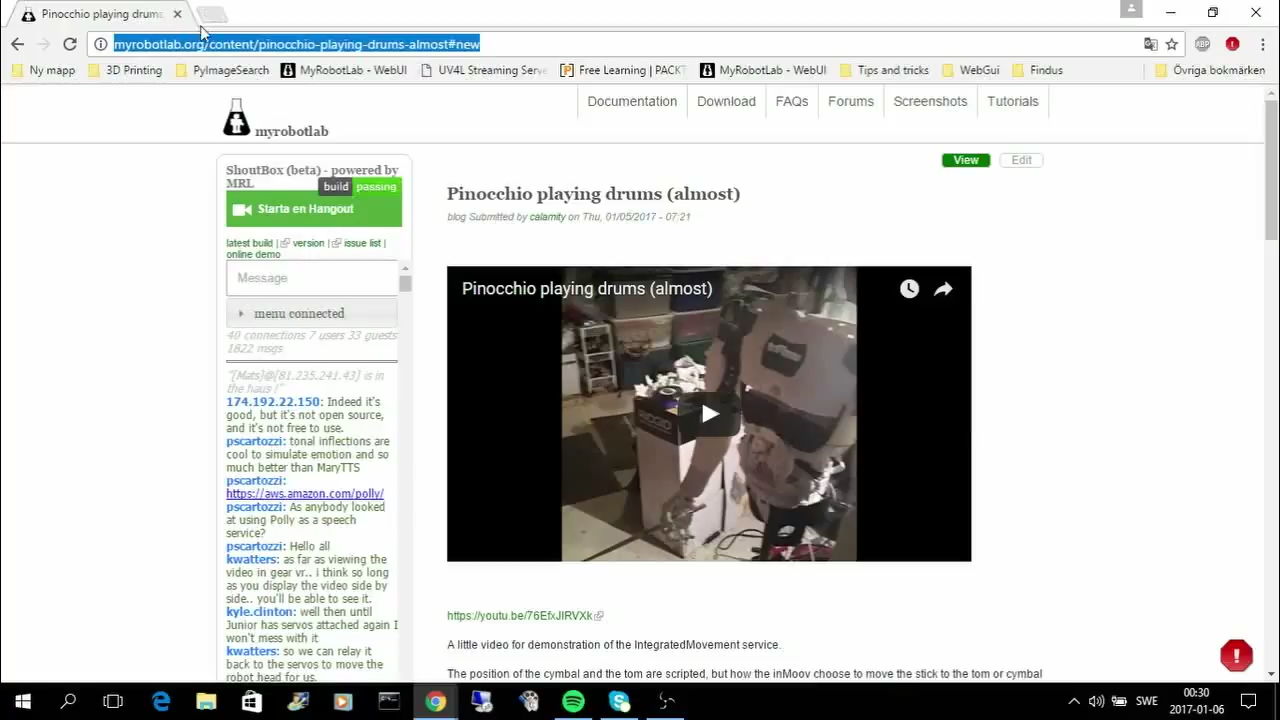 Pinocchio playing drums
myrobotlab.org/content/pinocchio-playing-drums-almost#new
ABP
Ny mapp
3D Printing
PyImageSearch
MyRobotLab - WebUI
UV4L Streaming Serve
Free Learning | PACKT
MyRobotLab - WebUI
Tips and tricks
WebGui
Findus
Övriga bokmärken
myrobotlab
Documentation
Download
FAQs
Forums
Screenshots
Tutorials
View
Edit
ShoutBox (beta) - powered by
MRL
build passing
Starta en Hangout
latest build | version | issue list |
online demo
Message
menu connected
40 connections 7 users 33 guests
1822 msgs
"[Mats]@[81.235.241.43] is in
the haus !"
174.192.22.150: Indeed it's
good, but it's not open source,
and it's not free to use.
pscartozzi: tonal inflections are
cool to simulate emotion and so
much better than MaryTTS
pscartozzi:
https://aws.amazon.com/polly/
pscartozzi: As anybody looked
at using Polly as a speech
service?
pscartozzi: Hello all
kwatters: as far as viewing the
video in gear vr.. i think so long
as you display the video side by
side.. you'll be able to see it.
kyle.clinton: well then until
Junior has servos attached again I
won't mess with it
kwatters: so we can relay it
back to the servos to move the
robot head for us.
Pinocchio playing drums (almost)
blog Submitted by calamity on Thu, 01/05/2017 - 07:21
Pinocchio playing drums (almost)
https://youtu.be/76EfxJIRVXk
A little video for demonstration of the IntegratedMovement service.
The position of the cymbal and the tom are scripted, but how the inMoov choose to move the stick to the tom or cymbal
SWE
00:30
2017-01-06